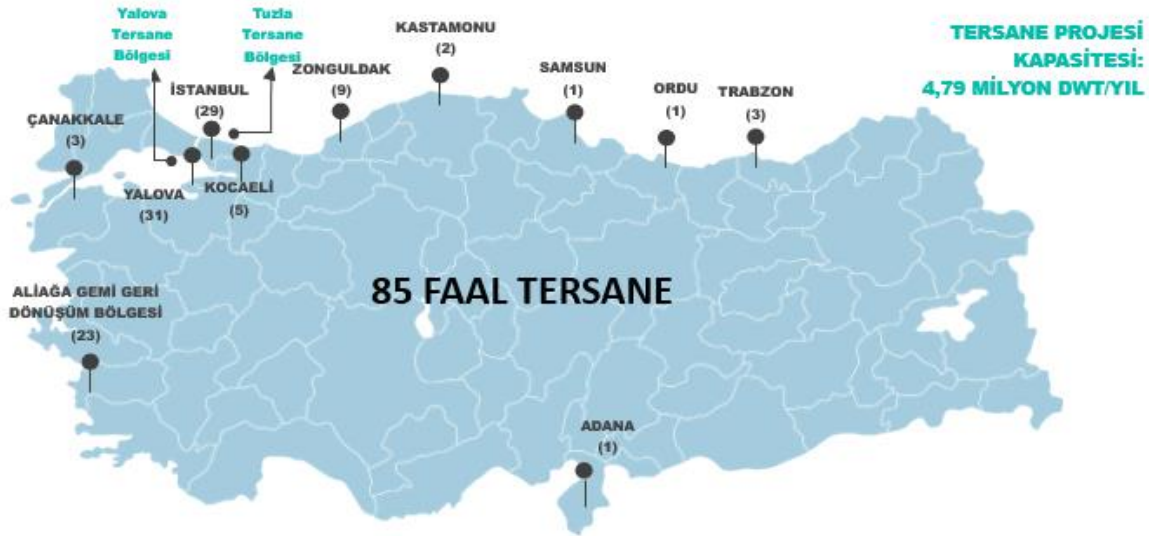 Yalova
Tersane
Bölgesi
Tuzla
Tersane
Bölgesi
TERSANE PROJESİ
KAPASİTESİ:
4,79 MİLYON DWT/YIL
KASTAMONU
(2)
ZONGULDAK
(9)
SAMSUN
(1)
ORDU
(1)
TRABZON
(3)
İSTANBUL
(29)
ÇANAKKALE
(3)
YALOVA
(31)
KOCAELİ
(5)
85 FAAL TERSANE
ALİAĞA GEMİ GERİ
DÖNÜŞÜM BÖLGESİ
(23)
ADANA
(1)